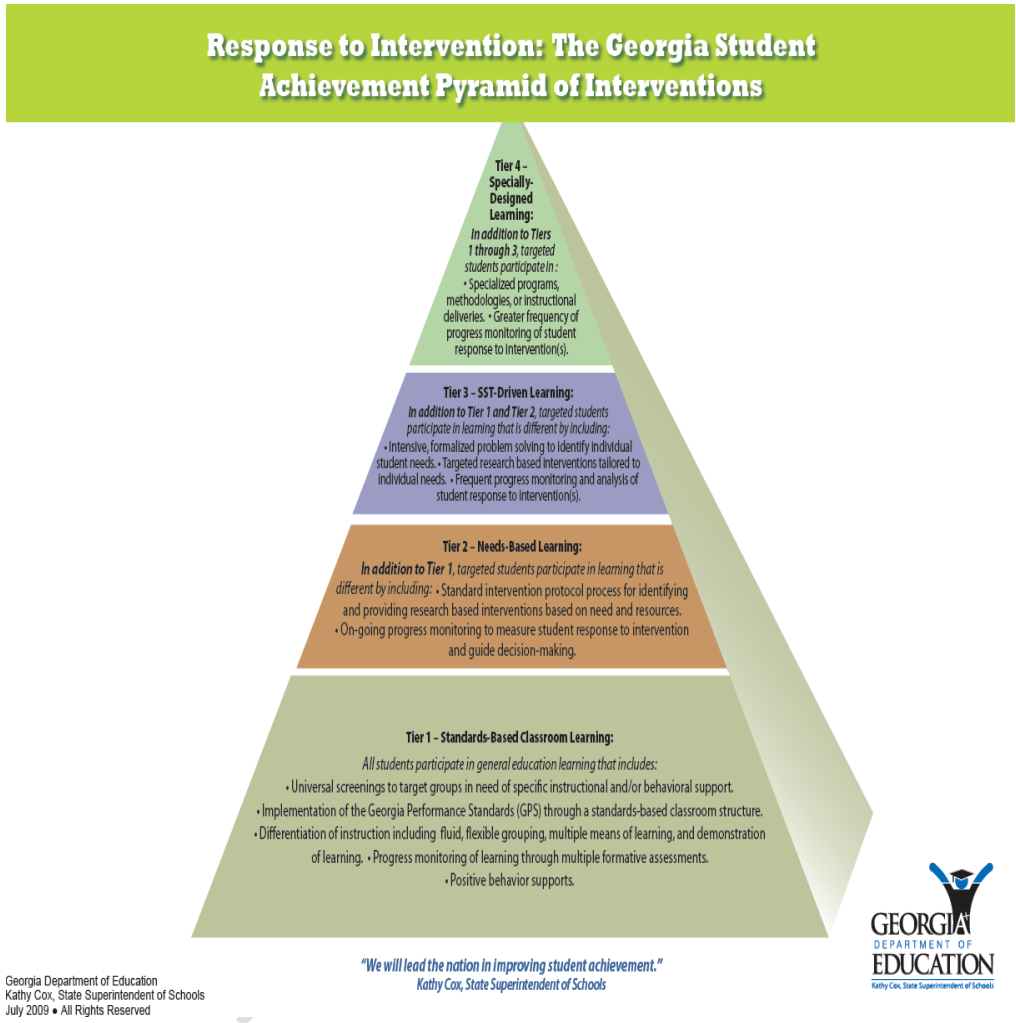 Response to Intervention: The Georgia Student
Achievement Pyramid of Interventions
Tier 4 –
Specially-
Designed
Learning:
In addition to Tiers
1 through 3, targeted
students participate in :
• Specialized programs,
methodologies, or instructional
deliveries. • Greater frequency of
progress monitoring of student
response to intervention(s).
Tier 3 – SST-Driven Learning:
In addition to Tier 1 and Tier 2, targeted students
participate in learning that is different by including:
• Intensive, formalized problem solving to identify individual
student needs. • Targeted research based interventions tailored to
individual needs. • Frequent progress monitoring and analysis of
student response to intervention(s).
Tier 2 – Needs-Based Learning:
In addition to Tier 1, targeted students participate in learning that is
different by including: • Standard intervention protocol process for identifying
and providing research based interventions based on need and resources.
• On-going progress monitoring to measure student response to intervention
and guide decision-making.
Tier 1 – Standards-Based Classroom Learning:
All students participate in general education learning that includes:
• Universal screenings to target groups in need of specific instructional and/or behavioral support.
• Implementation of the Georgia Performance Standards (GPS) through a standards-based classroom structure.
• Differentiation of instruction including fluid, flexible grouping, multiple means of learning, and demonstration
of learning. • Progress monitoring of learning through multiple formative assessments.
• Positive behavior supports.
"We will lead the nation in improving student achievement."
Kathy Cox, State Superintendent of Schools
Georgia Department of Education
Kathy Cox, State Superintendent of Schools
July 2009 • All Rights Reserved
GEORGIA
DEPARTMENT OF
EDUCATION
Kathy Cox, State Superintendent of Schools